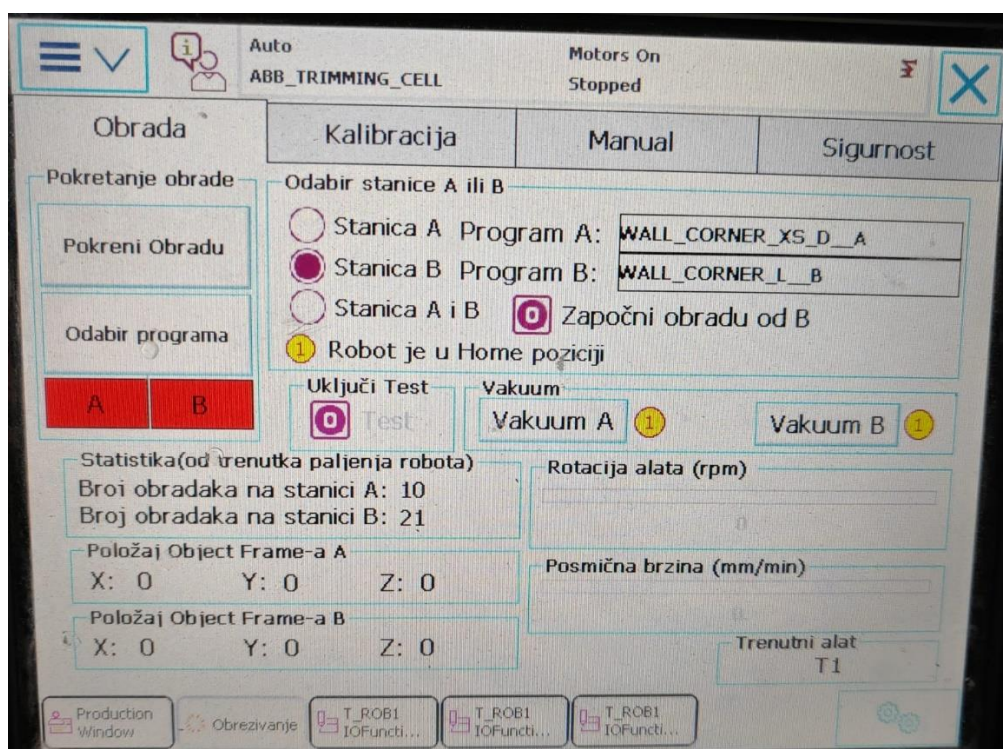 Auto
ABB_TRIMMING_CELL
Motors On
Stopped
Obrada
Kalibracija
Manual
Sigurnost
Pokretanje obrade
Pokreni Obradu
Odabir programa
A
B
Odabir stanice A ili B
Stanica A Program A: WALL_CORNER_XS_D__A
Stanica B Program B: WALL_CORNER_L__B
Stanica A i B
0 Započni obradu od B
1 Robot je u Home poziciji
Uključi Test
0 Test
Vakuum
Vakuum A 1
Vakuum B 1
Statistika(od trenutka paljenja robota)
Broj obradaka na stanici A: 10
Broj obradaka na stanici B: 21
Rotacija alata (rpm)
0
Položaj Object Frame-a A
X: 0 Y: 0 Z: 0
Posmična brzina (mm/min)
0
Položaj Object Frame-a B
X: 0 Y: 0 Z: 0
Trenutni alat
T1
Production
Window
Obrezivanje
T_ROB1
IOFuncti...
T_ROB1
IOFuncti...
T_ROB1
IOFuncti...